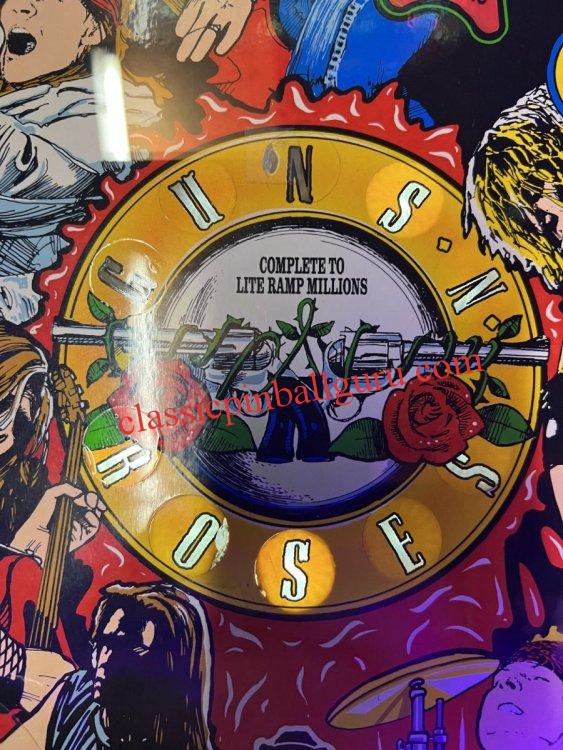 GUNS·N·
COMPLETE TO
LITE RAMP MILLIONS
classicpinballguru.com
ROSES